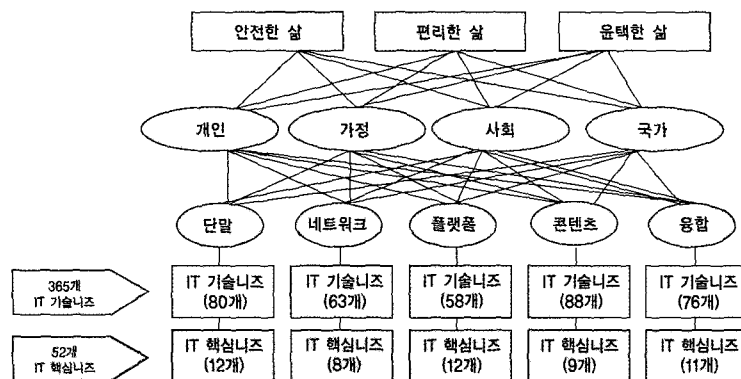 안전한 삶
편리한 삶
윤택한 삶
개인
가정
사회
국가
단말
네트워크
플랫폼
콘텐츠
융합
365개
IT 기술니즈
IT 기술니즈
(80개)
IT 기술니즈
(63개)
IT 기술니즈
(58개)
IT 기술니즈
(88개)
IT 기술니즈
(76개)
52개
IT 핵심니즈
IT 핵심니즈
(12개)
IT 핵심니즈
(8개)
IT 핵심니즈
(12개)
IT 핵심니즈
(9개)
IT 핵심니즈
(11개)